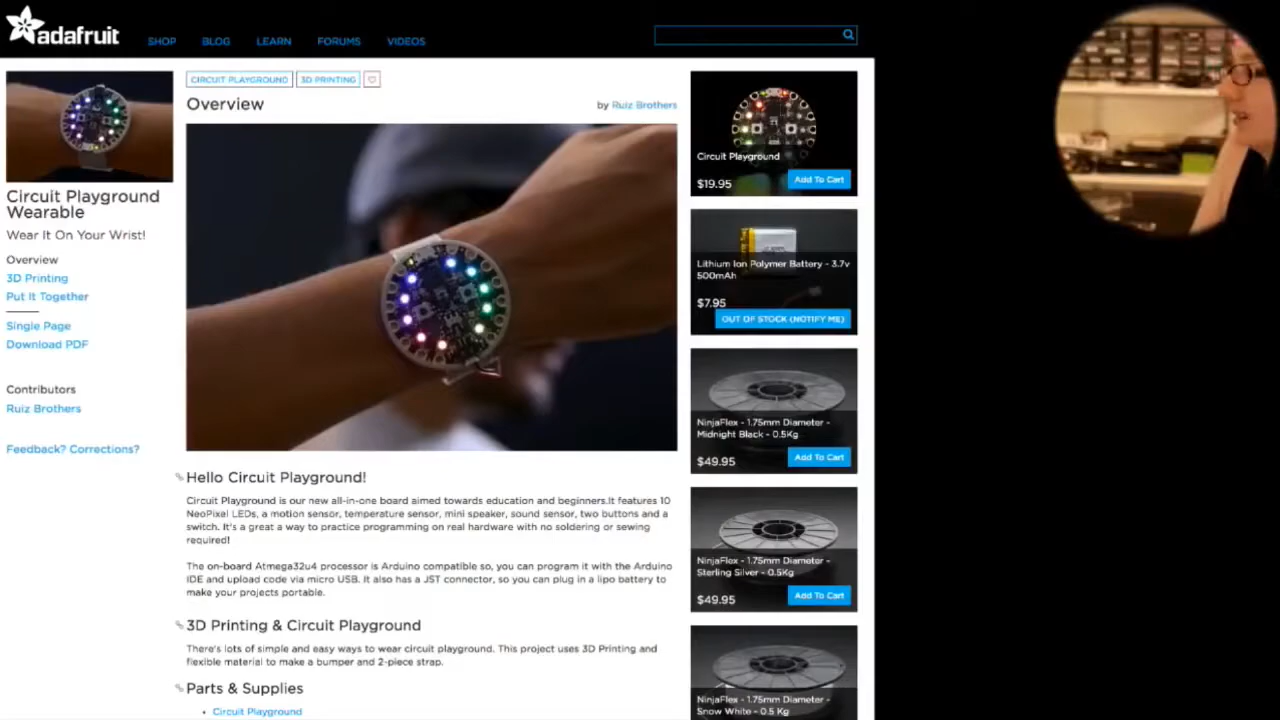 adafruit
SHOP
BLOG
LEARN
FORUMS
VIDEOS
Circuit Playground
Wearable
Wear It On Your Wrist!
Overview
3D Printing
Put It Together
Single Page
Download PDF
Contributors
Ruiz Brothers
Feedback? Corrections?
CIRCUIT PLAYGROUND
3D PRINTING
Overview
by Ruiz Brothers
Hello Circuit Playground!
Circuit Playground is our new all-in-one board aimed towards education and beginners.It features 10
NeoPixel LEDs, a motion sensor, temperature sensor, mini speaker, sound sensor, two buttons and a
switch. It's a great a way to practice programming on real hardware with no soldering or sewing
required!
The on-board Atmega32u4 processor is Arduino compatible so, you can program it with the Arduino
IDE and upload code via micro USB. It also has a JST connector, so you can plug in a lipo battery to
make your projects portable.
3D Printing & Circuit Playground
There's lots of simple and easy ways to wear circuit playground. This project uses 3D Printing and
flexible material to make a bumper and 2-piece strap.
Parts & Supplies
• Circuit Playground
Circuit Playground
$19.95
Add To Cart
Lithium Ion Polymer Battery - 3.7v
500mAh
$7.95
OUT OF STOCK (NOTIFY ME)
NinjaFlex - 1.75mm Diameter -
Midnight Black - 0.5Kg
$49.95
Add To Cart
NinjaFlex - 1.75mm Diameter -
Sterling Silver - 0.5Kg
$49.95
Add To Cart
NinjaFlex - 1.75mm Diameter -
Snow White - 0.5 Kg